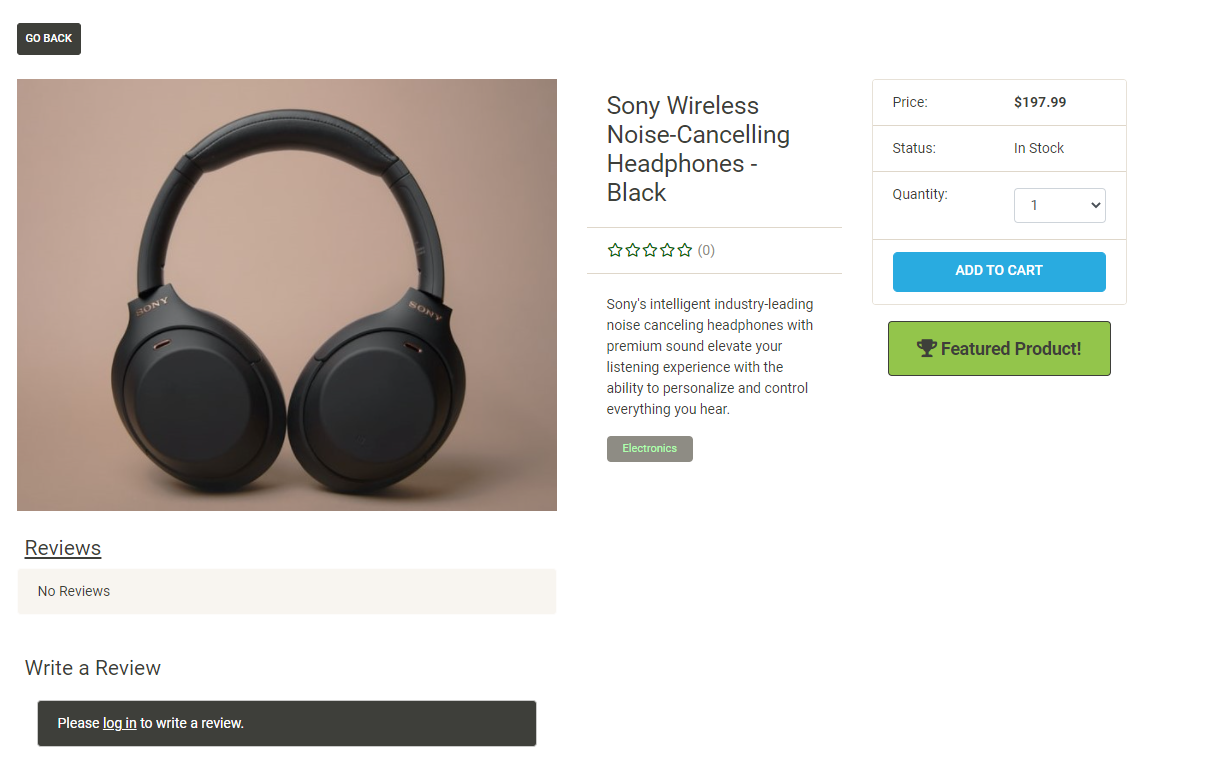 GO BACK
SONY
SONY
Sony Wireless
Noise-Cancelling
Headphones -
Black
(0)
Sony's intelligent industry-leading
noise canceling headphones with
premium sound elevate your
listening experience with the
ability to personalize and control
everything you hear.
Electronics
Price: $197.99
Status: In Stock
Quantity: 1
ADD TO CART
Featured Product!
Reviews
No Reviews
Write a Review
Please log in to write a review.